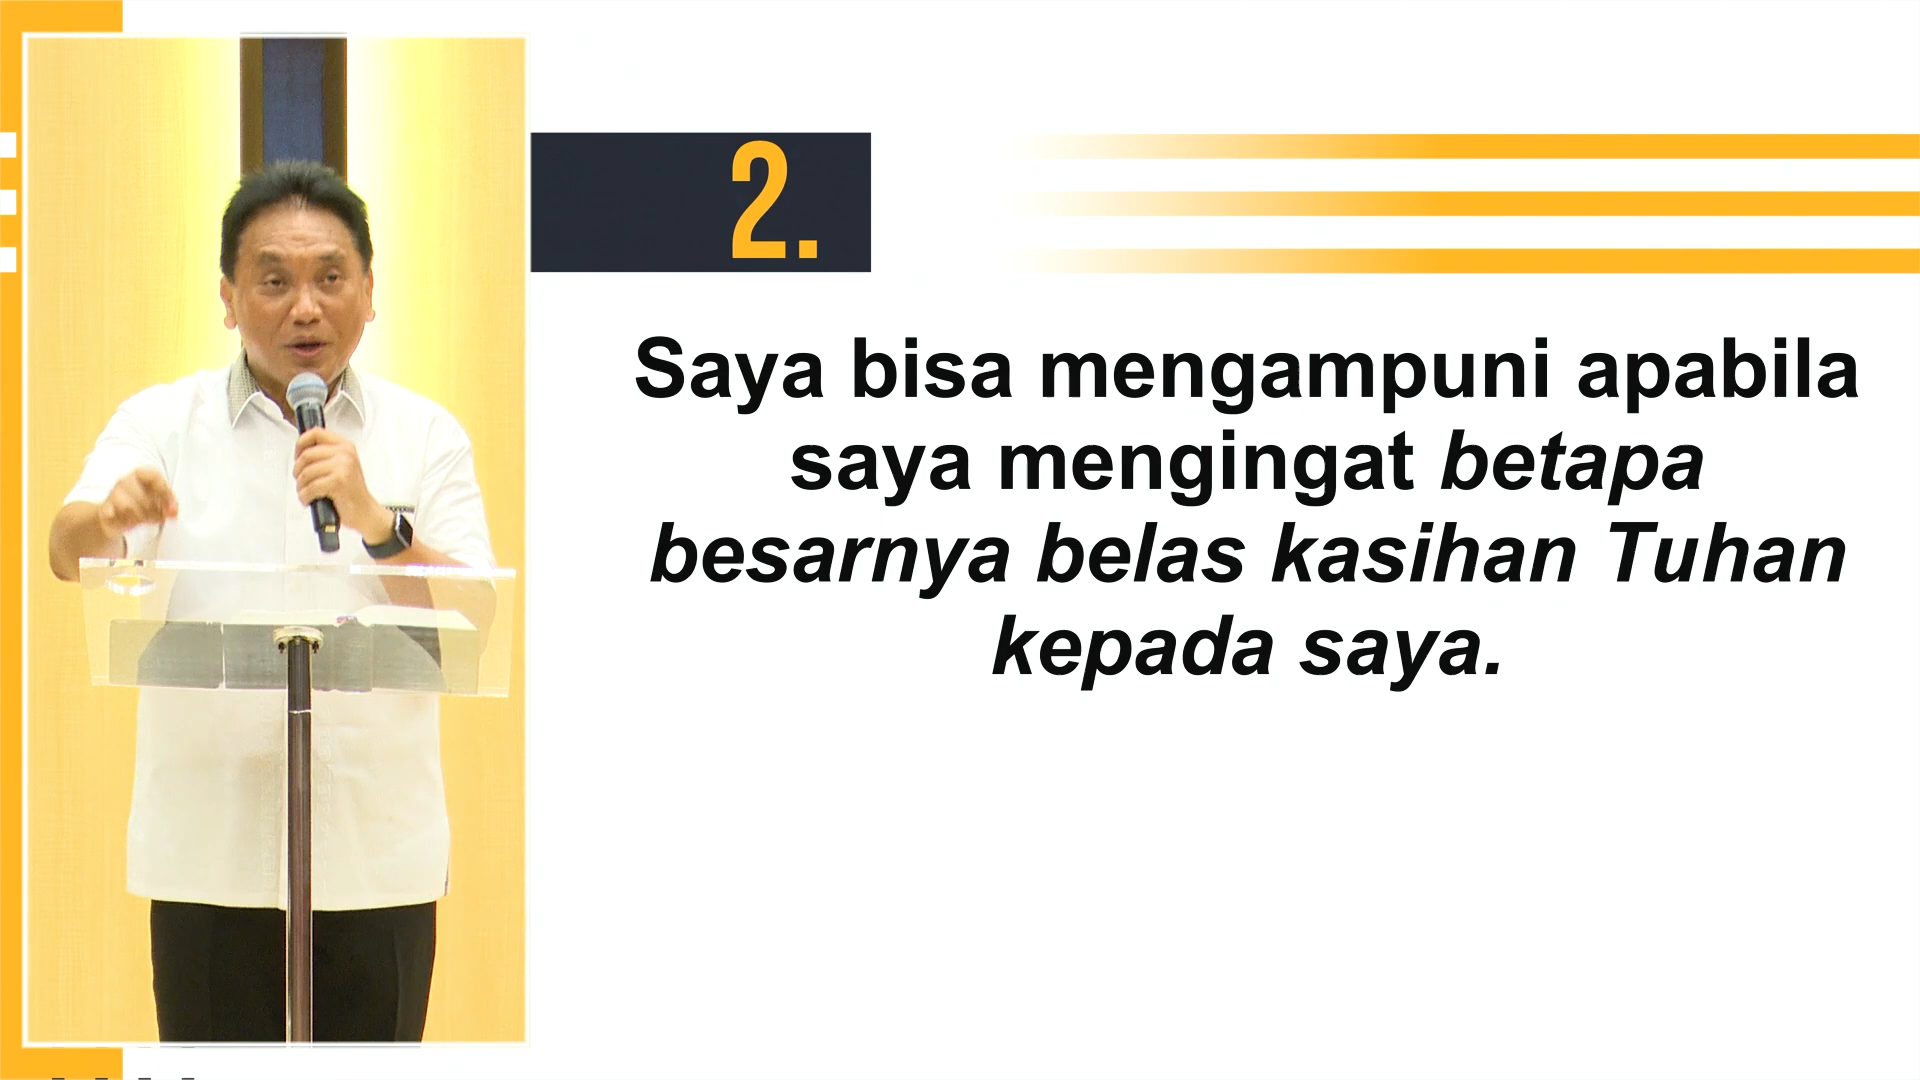 2.
Saya bisa mengampuni apabila
saya mengingat betapa
besarnya belas kasihan Tuhan
kepada saya.